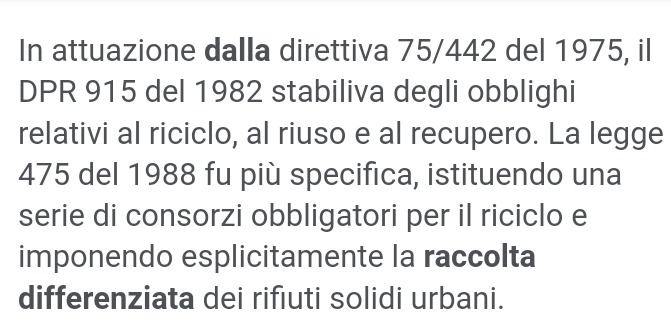 In attuazione dalla direttiva 75/442 del 1975, il
DPR 915 del 1982 stabiliva degli obblighi
relativi al riciclo, al riuso e al recupero. La legge
475 del 1988 fu più specifica, istituendo una
serie di consorzi obbligatori per il riciclo e
imponendo esplicitamente la raccolta
differenziata dei rifiuti solidi urbani.